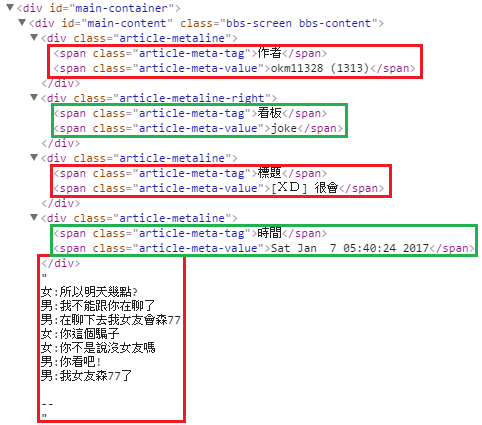 ▼<div id="main-container">
▼<div id="main-content" class="bbs-screen bbs-content">
▼<div class="article-metaline">
<span class="article-meta-tag">作者</span>
<span class="article-meta-value">okm11328 (1313)</span>
</div>
▼<div class="article-metaline-right">
<span class="article-meta-tag">看板</span>
<span class="article-meta-value">joke</span>
</div>
▼<div class="article-metaline">
<span class="article-meta-tag">標題</span>
<span class="article-meta-value">[ＸＤ] 很會</span>
</div>
▼<div class="article-metaline">
<span class="article-meta-tag">時間</span>
<span class="article-meta-value">Sat Jan  7 05:40:24 2017</span>
</div>
"
女:所以明天幾點?
男:我不能跟你在聊了
男:在聊下去我女友會森77
女:你這個騙子
女:你不是說沒女友嗎
男:你看吧!
男:我女友森77了
--
"